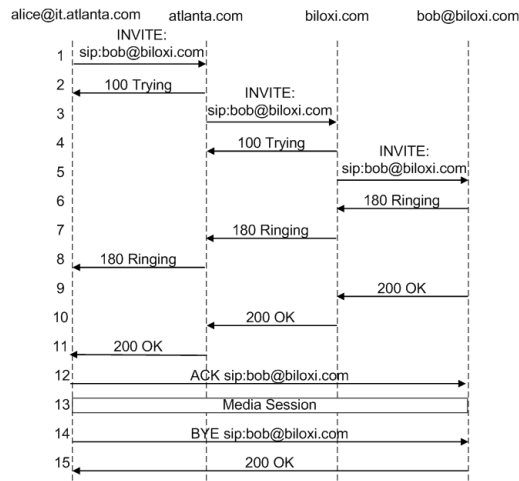 alice@it.atlanta.com atlanta.com biloxi.com bob@biloxi.com
INVITE:
1 sip:bob@biloxi.com
2 100 Trying
INVITE:
3 sip:bob@biloxi.com
4 100 Trying
INVITE:
5 sip:bob@biloxi.com
6 180 Ringing
7 180 Ringing
8 180 Ringing
9 200 OK
10 200 OK
11 200 OK
12 ACK sip:bob@biloxi.com
13 Media Session
14 BYE sip:bob@biloxi.com
15 200 OK